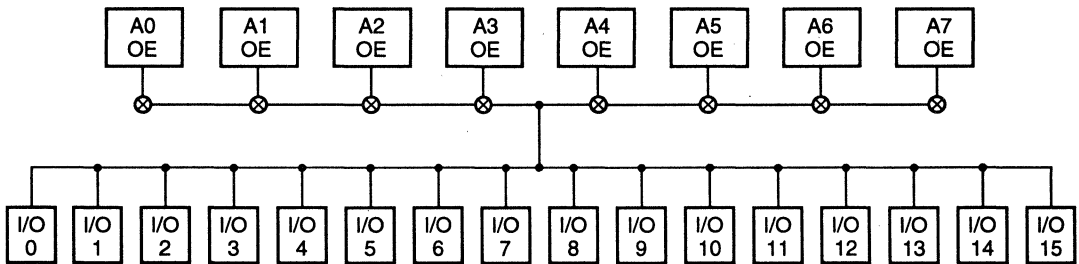 A0 OE
A1 OE
A2 OE
A3 OE
A4 OE
A5 OE
A6 OE
A7 OE
I/O 0
I/O 1
I/O 2
I/O 3
I/O 4
I/O 5
I/O 6
I/O 7
I/O 8
I/O 9
I/O 10
I/O 11
I/O 12
I/O 13
I/O 14
I/O 15